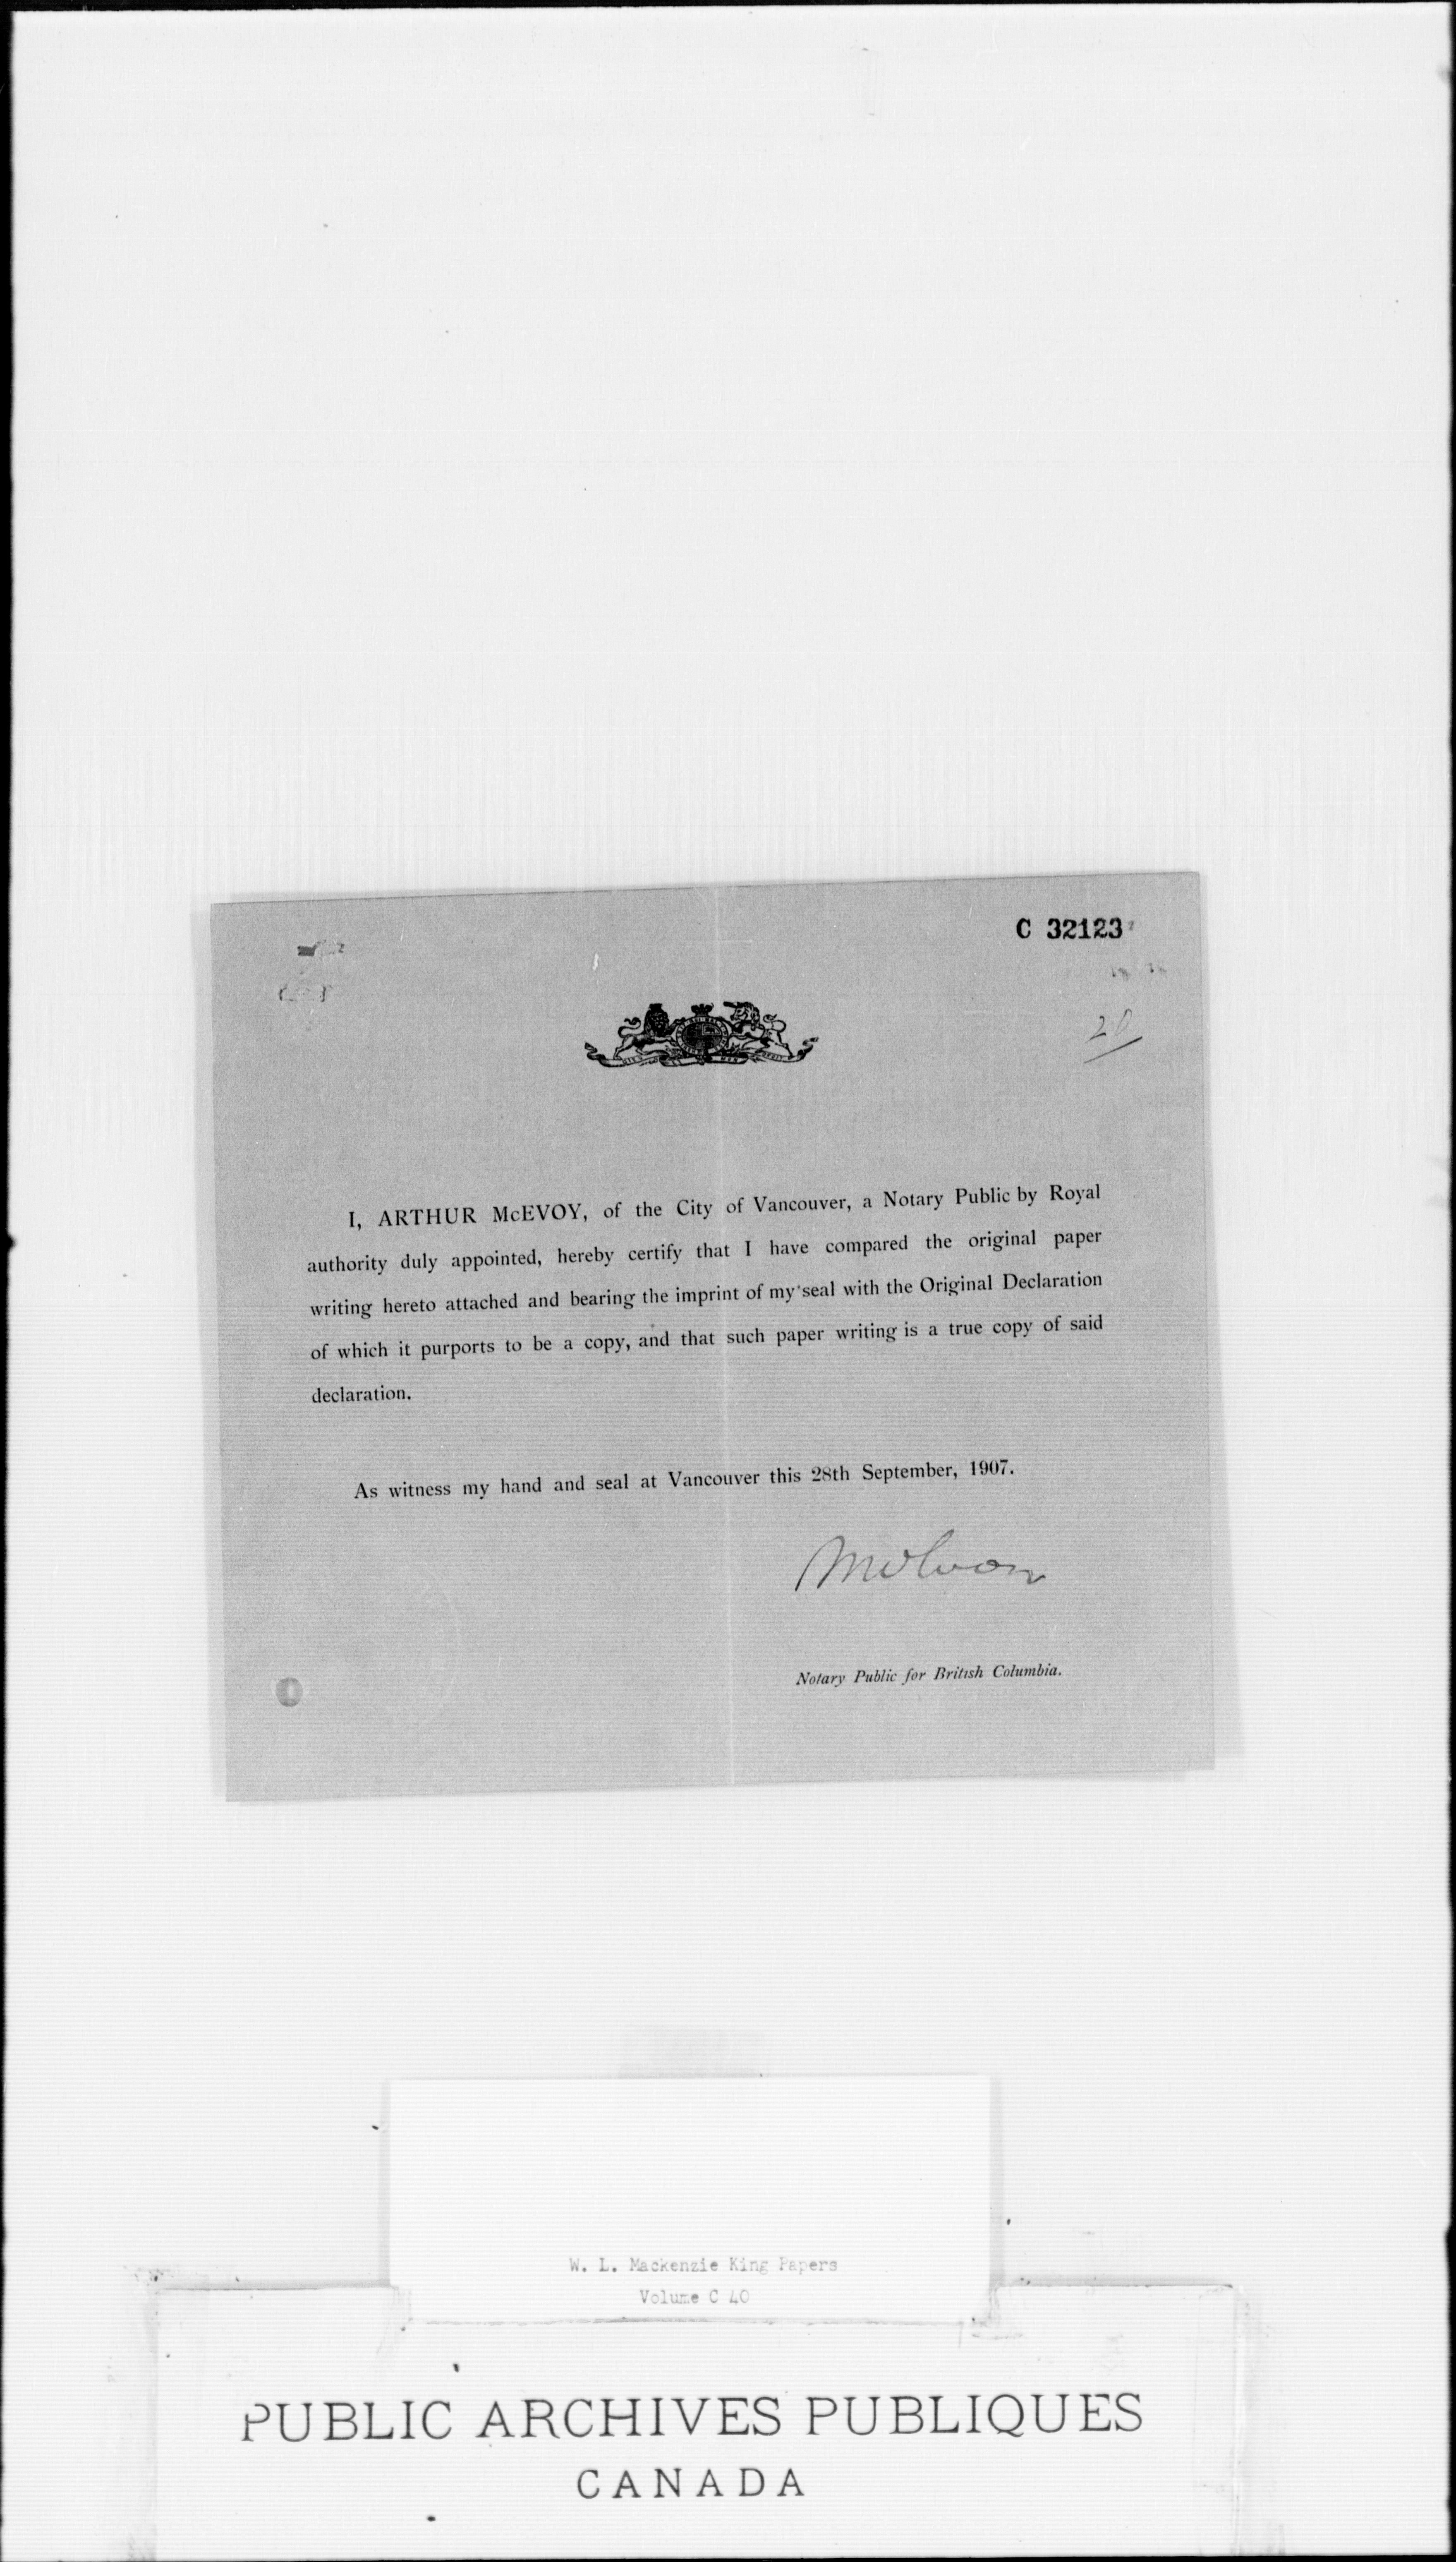 C 32123
20
I, ARTHUR McEVOY, of the City of Vancouver, a Notary Public by Royal
authority duly appointed, hereby certify that I have compared the original paper
writing hereto attached and bearing the imprint of my seal with the Original Declaration
of which it purports to be a copy, and that such paper writing is a true copy of said
declaration.
As witness my hand and seal at Vancouver this 28th September, 1907.
Notary Public for British Columbia.
W. L. Mackenzie King Papers
Volume C 40
PUBLIC ARCHIVES PUBLIQUES
CANADA